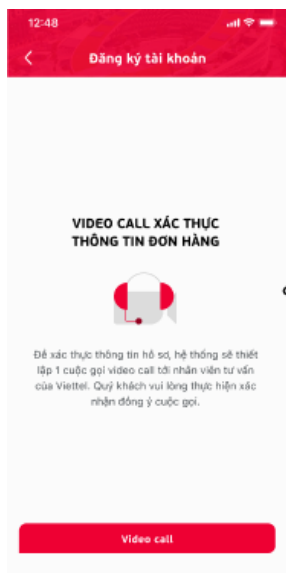 12:48
Đăng ký tài khoản
VIDEO CALL XÁC THỰC
THÔNG TIN ĐƠN HÀNG
Để xác thực thông tin hồ sơ, hệ thống sẽ thiết
lập 1 cuộc gọi video call tới nhân viên tư vấn
của Viettel. Quý khách vui lòng thực hiện xác
nhận đồng ý cuộc gọi.
Video call